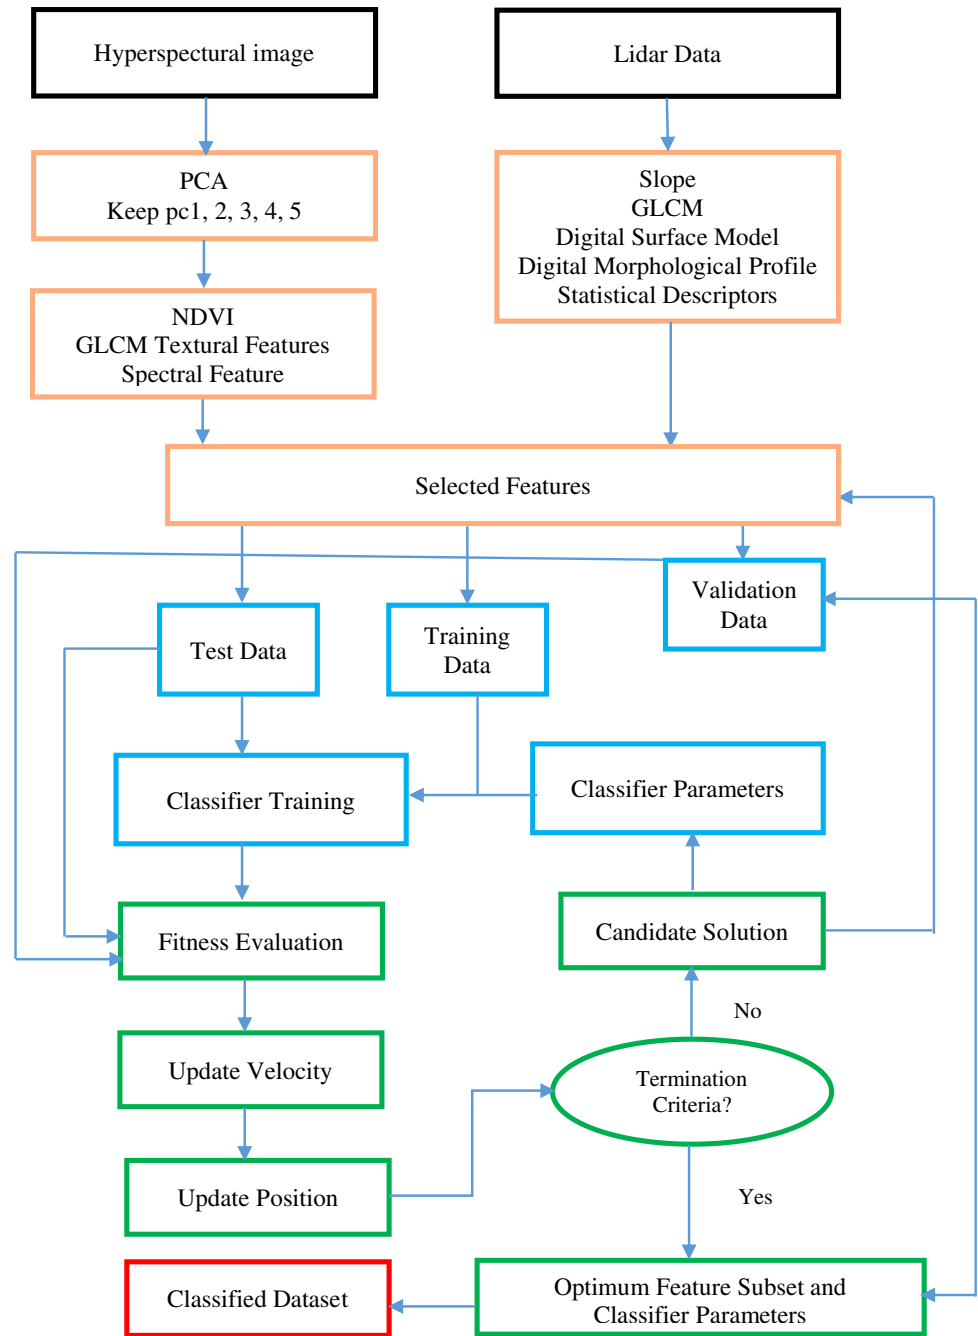 Hyperspectural image
Lidar Data
PCA
Keep pc1, 2, 3, 4, 5
Slope
GLCM
Digital Surface Model
Digital Morphological Profile
Statistical Descriptors
NDVI
GLCM Textural Features
Spectral Feature
Selected Features
Validation
Data
Test Data
Training
Data
Classifier Training
Classifier Parameters
Fitness Evaluation
Candidate Solution
No
Update Velocity
Termination
Criteria?
Update Position
Yes
Classified Dataset
Optimum Feature Subset and
Classifier Parameters